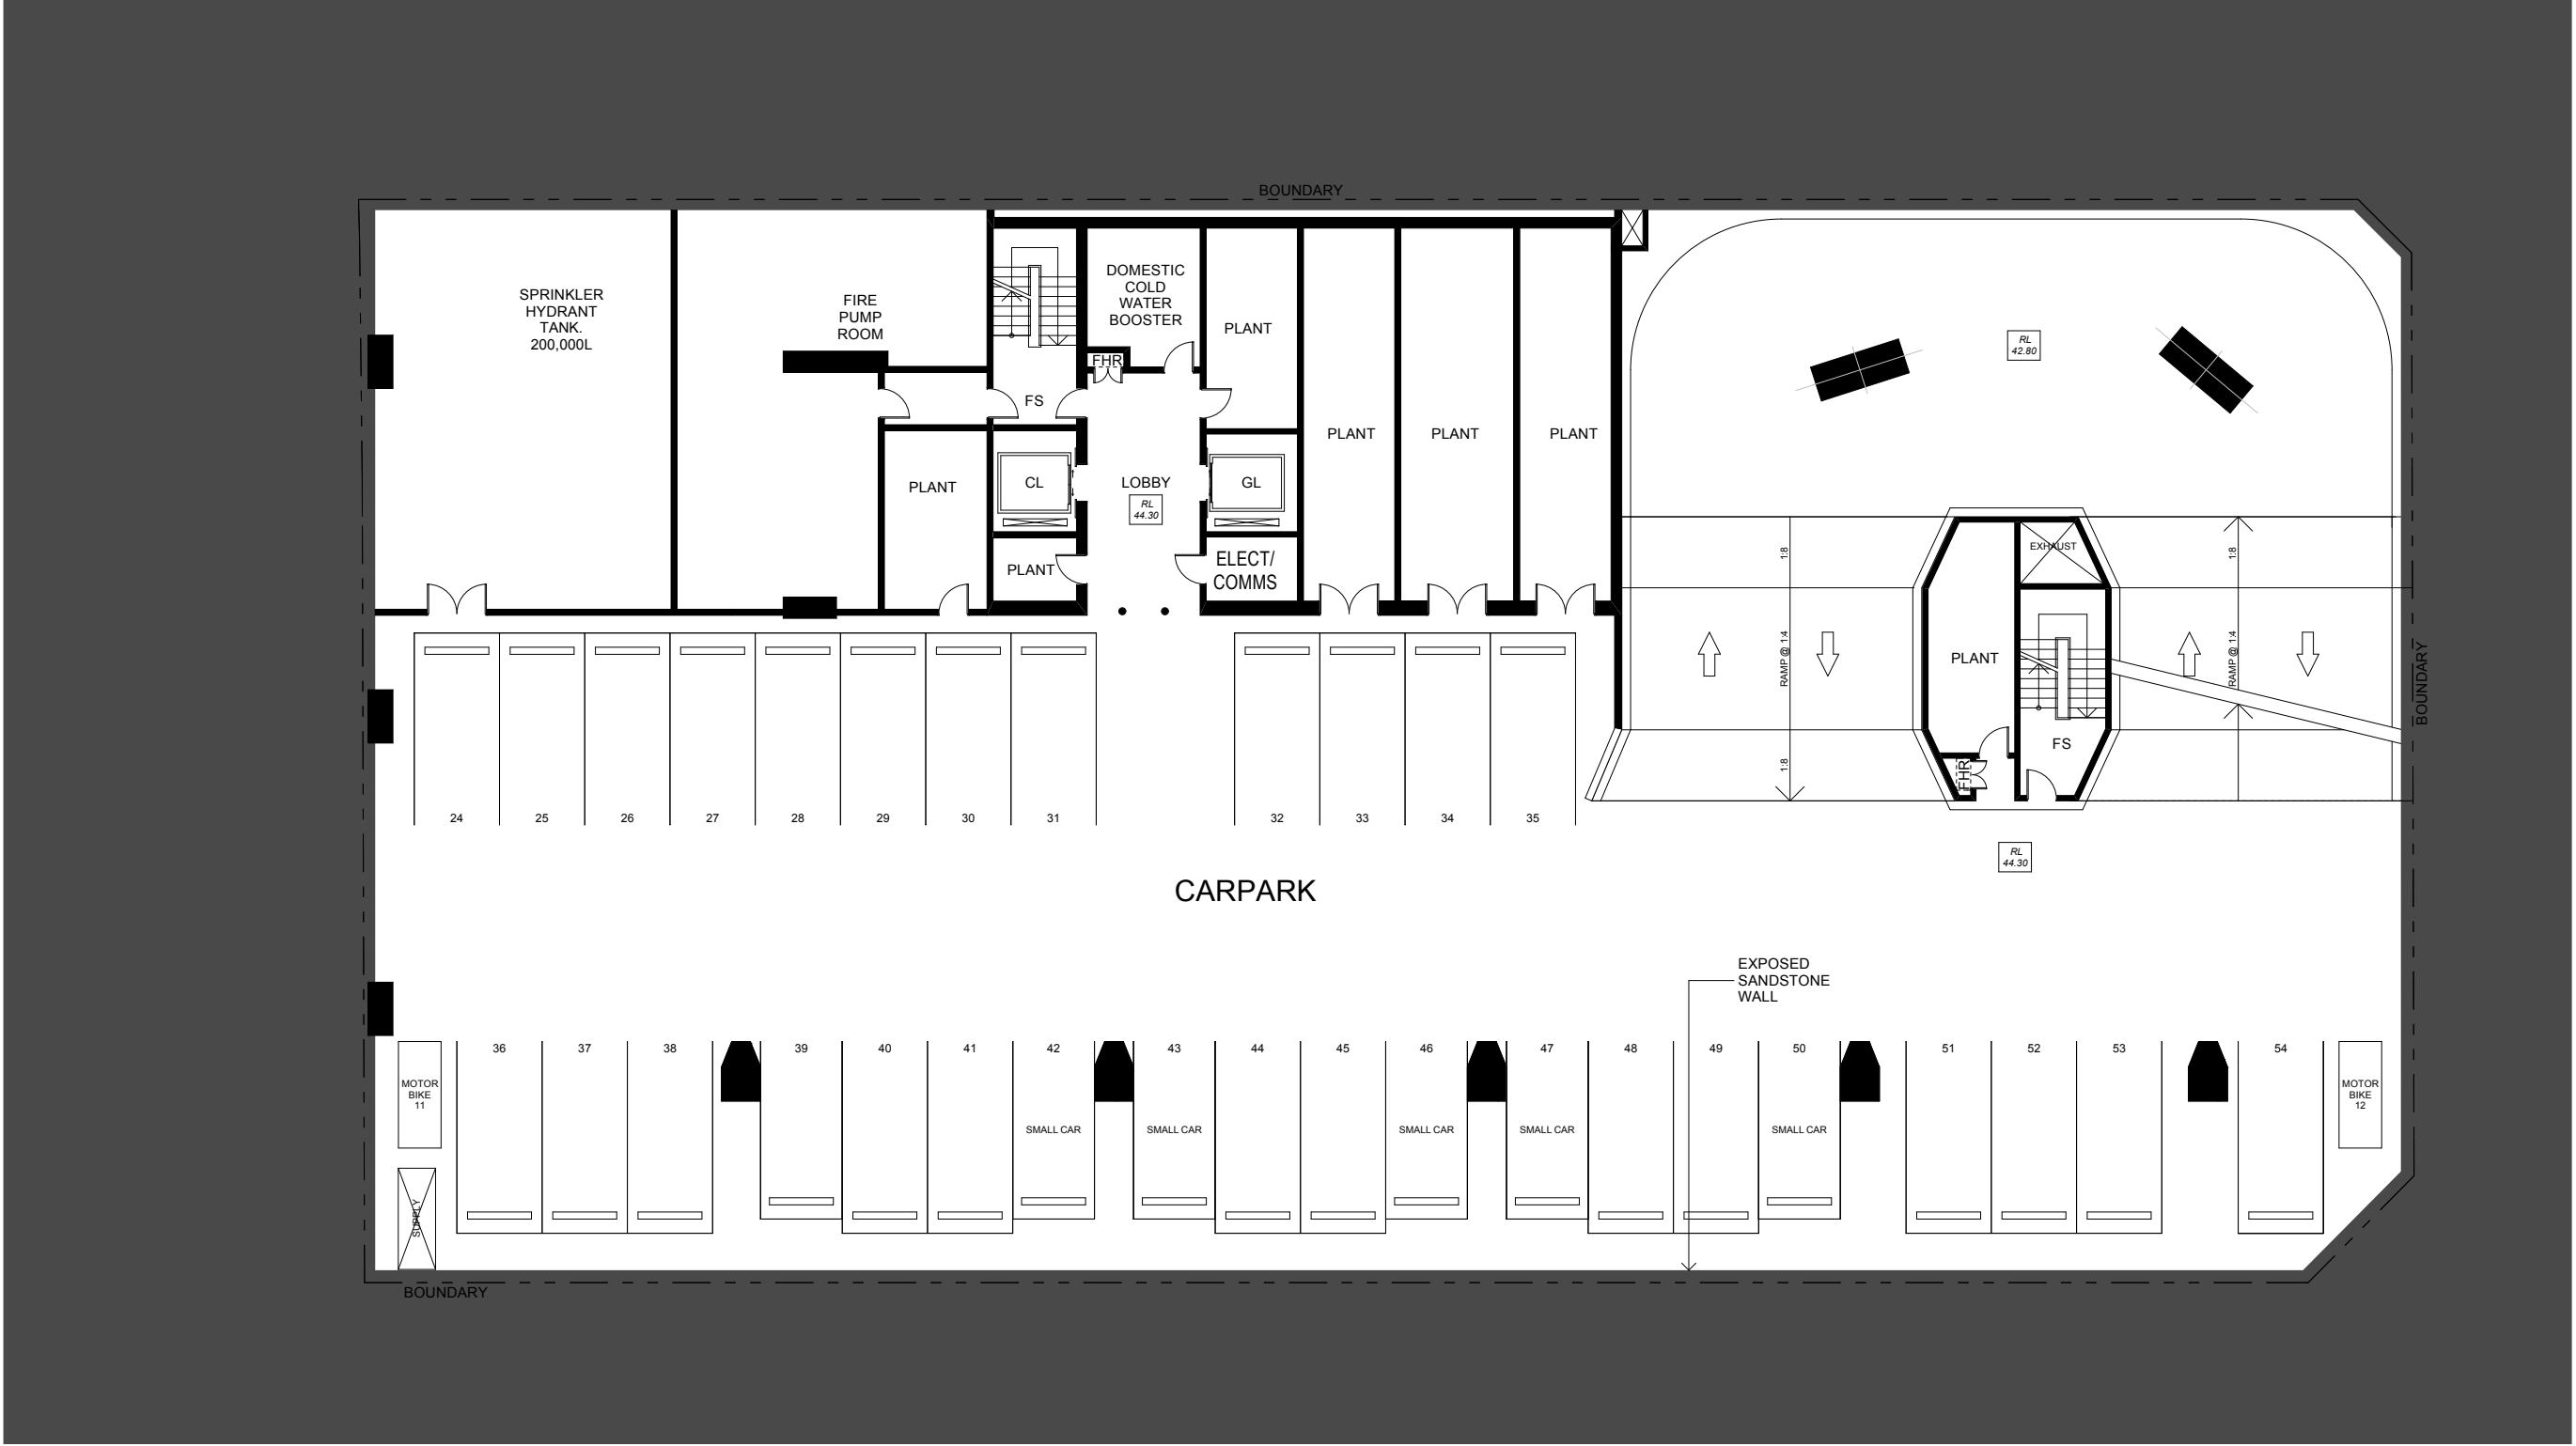 BOUNDARY
SPRINKLER
HYDRANT
TANK.
200,000L
FIRE
PUMP
ROOM
DOMESTIC
COLD
WATER
BOOSTER
PLANT
FHR
FS
RL
42.80
PLANT
PLANT
PLANT
PLANT
CL
LOBBY
RL
44.30
GL
PLANT
ELECT/
COMMS
EXHAUST
1:8
1:8
RAMP @ 1:4
RAMP @ 1:4
PLANT
BOUNDARY
FS
FHR
1:8
24
25
26
27
28
29
30
31
32
33
34
35
RL
44.30
CARPARK
EXPOSED
SANDSTONE
WALL
36
37
38
39
40
41
42
43
44
45
46
47
48
49
50
51
52
53
54
MOTOR
BIKE
11
MOTOR
BIKE
12
SMALL CAR
SMALL CAR
SMALL CAR
SMALL CAR
SMALL CAR
SUPPLY
BOUNDARY